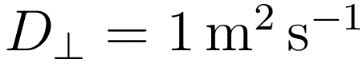 D⊥ = 1 m² s⁻¹